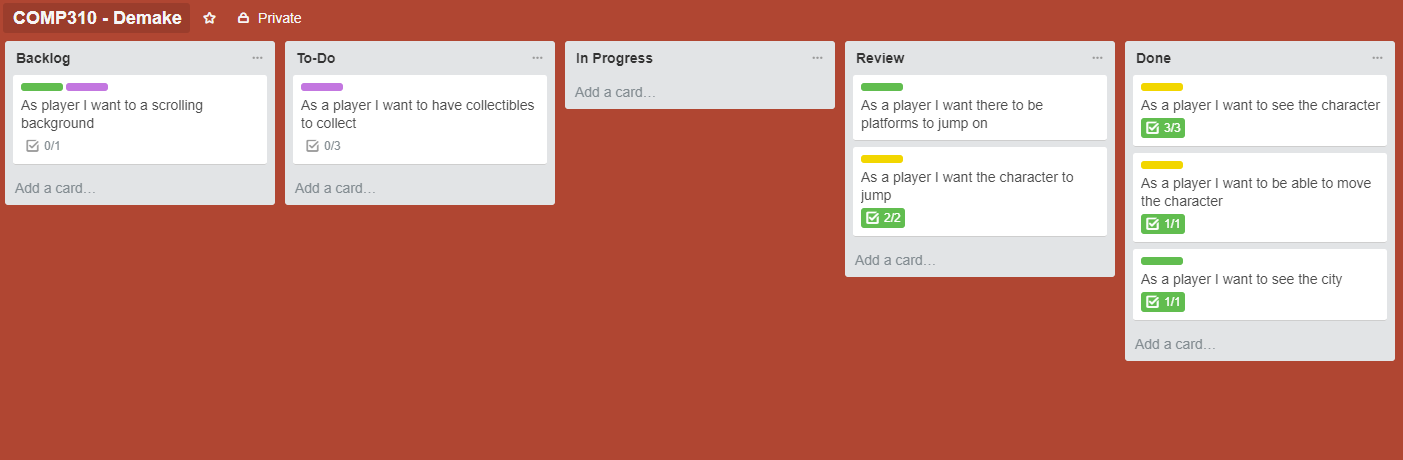 COMP310 - Demake
Private
Backlog
As player I want to a scrolling
background
0/1
Add a card…
To-Do
As a player I want to have collectibles
to collect
0/3
Add a card…
In Progress
Add a card…
Review
As a player I want there to be
platforms to jump on
As a player I want the character to
jump
2/2
Add a card…
Done
As a player I want to see the character
3/3
As a player I want to be able to move
the character
1/1
As a player I want to see the city
1/1
Add a card…